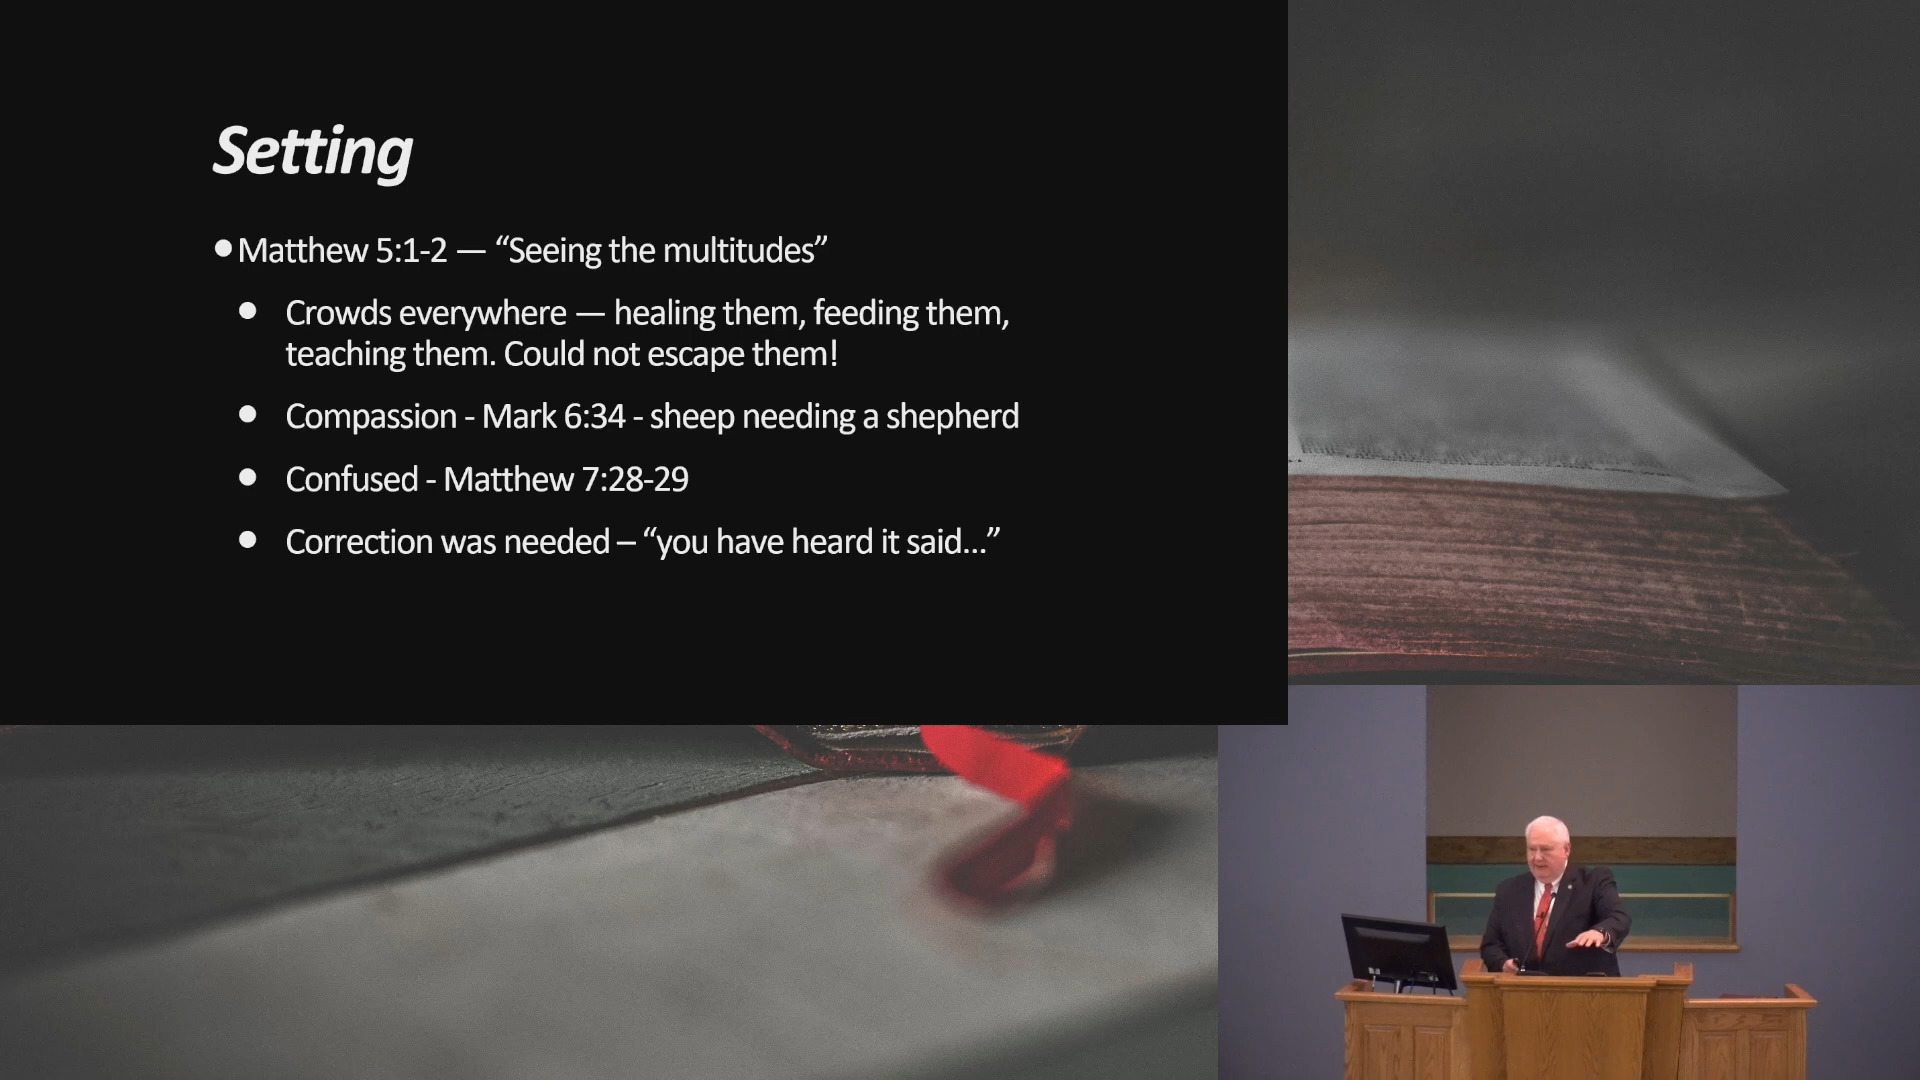 Setting
● Matthew 5:1-2 — “Seeing the multitudes”
● Crowds everywhere — healing them, feeding them,
teaching them. Could not escape them!
● Compassion - Mark 6:34 - sheep needing a shepherd
● Confused - Matthew 7:28-29
● Correction was needed – “you have heard it said...”